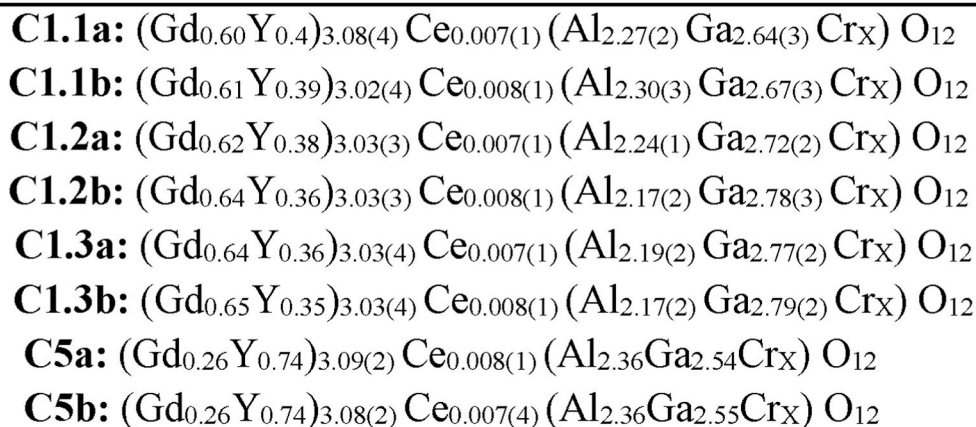 C1.1a: (Gd0.60Y0.4)3.08(4) Ce0.007(1) (Al2.27(2) Ga2.64(3) CrX) O12
C1.1b: (Gd0.61Y0.39)3.02(4) Ce0.008(1) (Al2.30(3) Ga2.67(3) CrX) O12
C1.2a: (Gd0.62Y0.38)3.03(3) Ce0.007(1) (Al2.24(1) Ga2.72(2) CrX) O12
C1.2b: (Gd0.64Y0.36)3.03(3) Ce0.008(1) (Al2.17(2) Ga2.78(3) CrX) O12
C1.3a: (Gd0.64Y0.36)3.03(4) Ce0.007(1) (Al2.19(2) Ga2.77(2) CrX) O12
C1.3b: (Gd0.65Y0.35)3.03(4) Ce0.008(1) (Al2.17(2) Ga2.79(2) CrX) O12
C5a: (Gd0.26Y0.74)3.09(2) Ce0.008(1) (Al2.36Ga2.54CrX) O12
C5b: (Gd0.26Y0.74)3.08(2) Ce0.007(4) (Al2.36Ga2.55CrX) O12